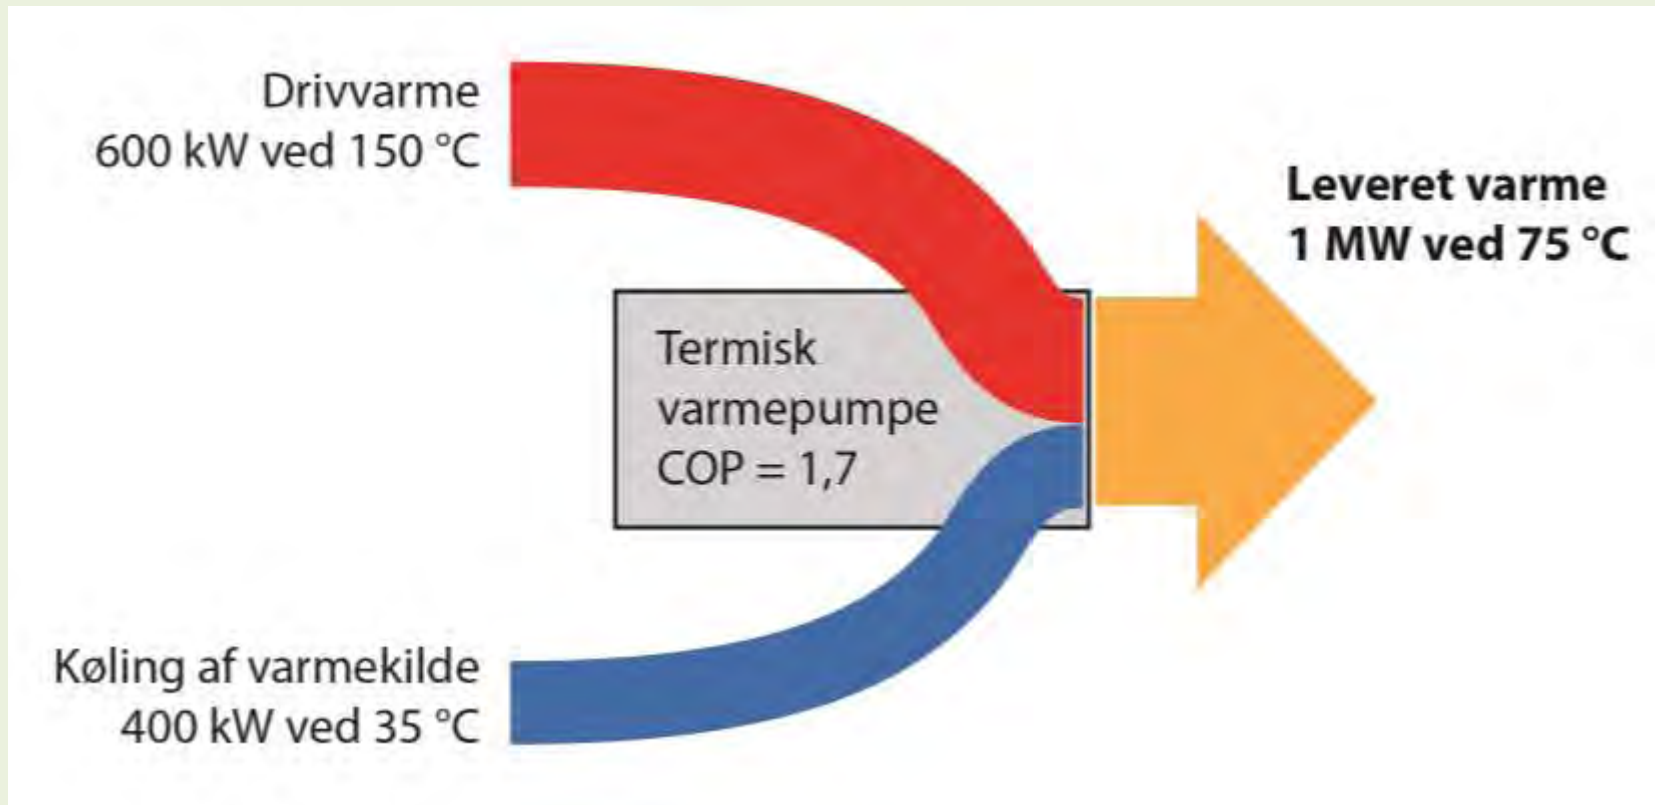 Drivvarme
600 kW ved 150 °C
Leveret varme
1 MW ved 75 °C
Termisk
varmepumpe
COP = 1,7
Køling af varmekilde
400 kW ved 35 °C